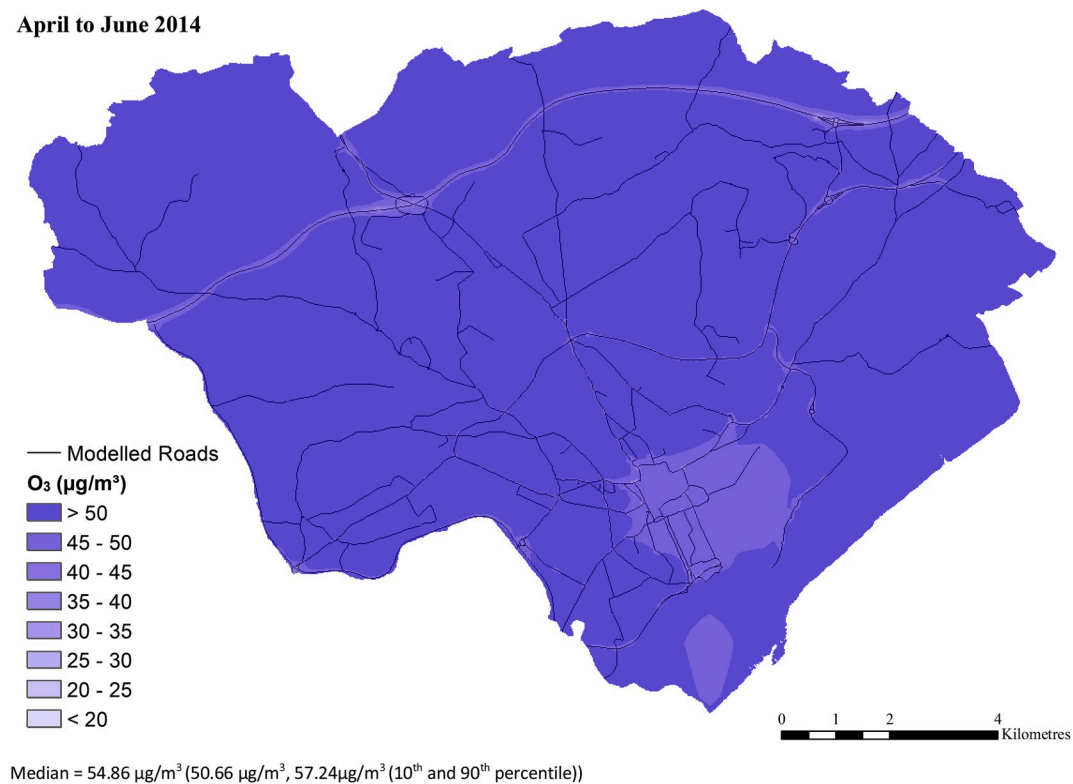 April to June 2014
Modelled Roads
O₃ (µg/m³)
> 50
45 - 50
40 - 45
35 - 40
30 - 35
25 - 30
20 - 25
< 20
0 1 2 4
Kilometres
Median = 54.86 µg/m³ (50.66 µg/m³, 57.24µg/m³ (10th and 90th percentile))